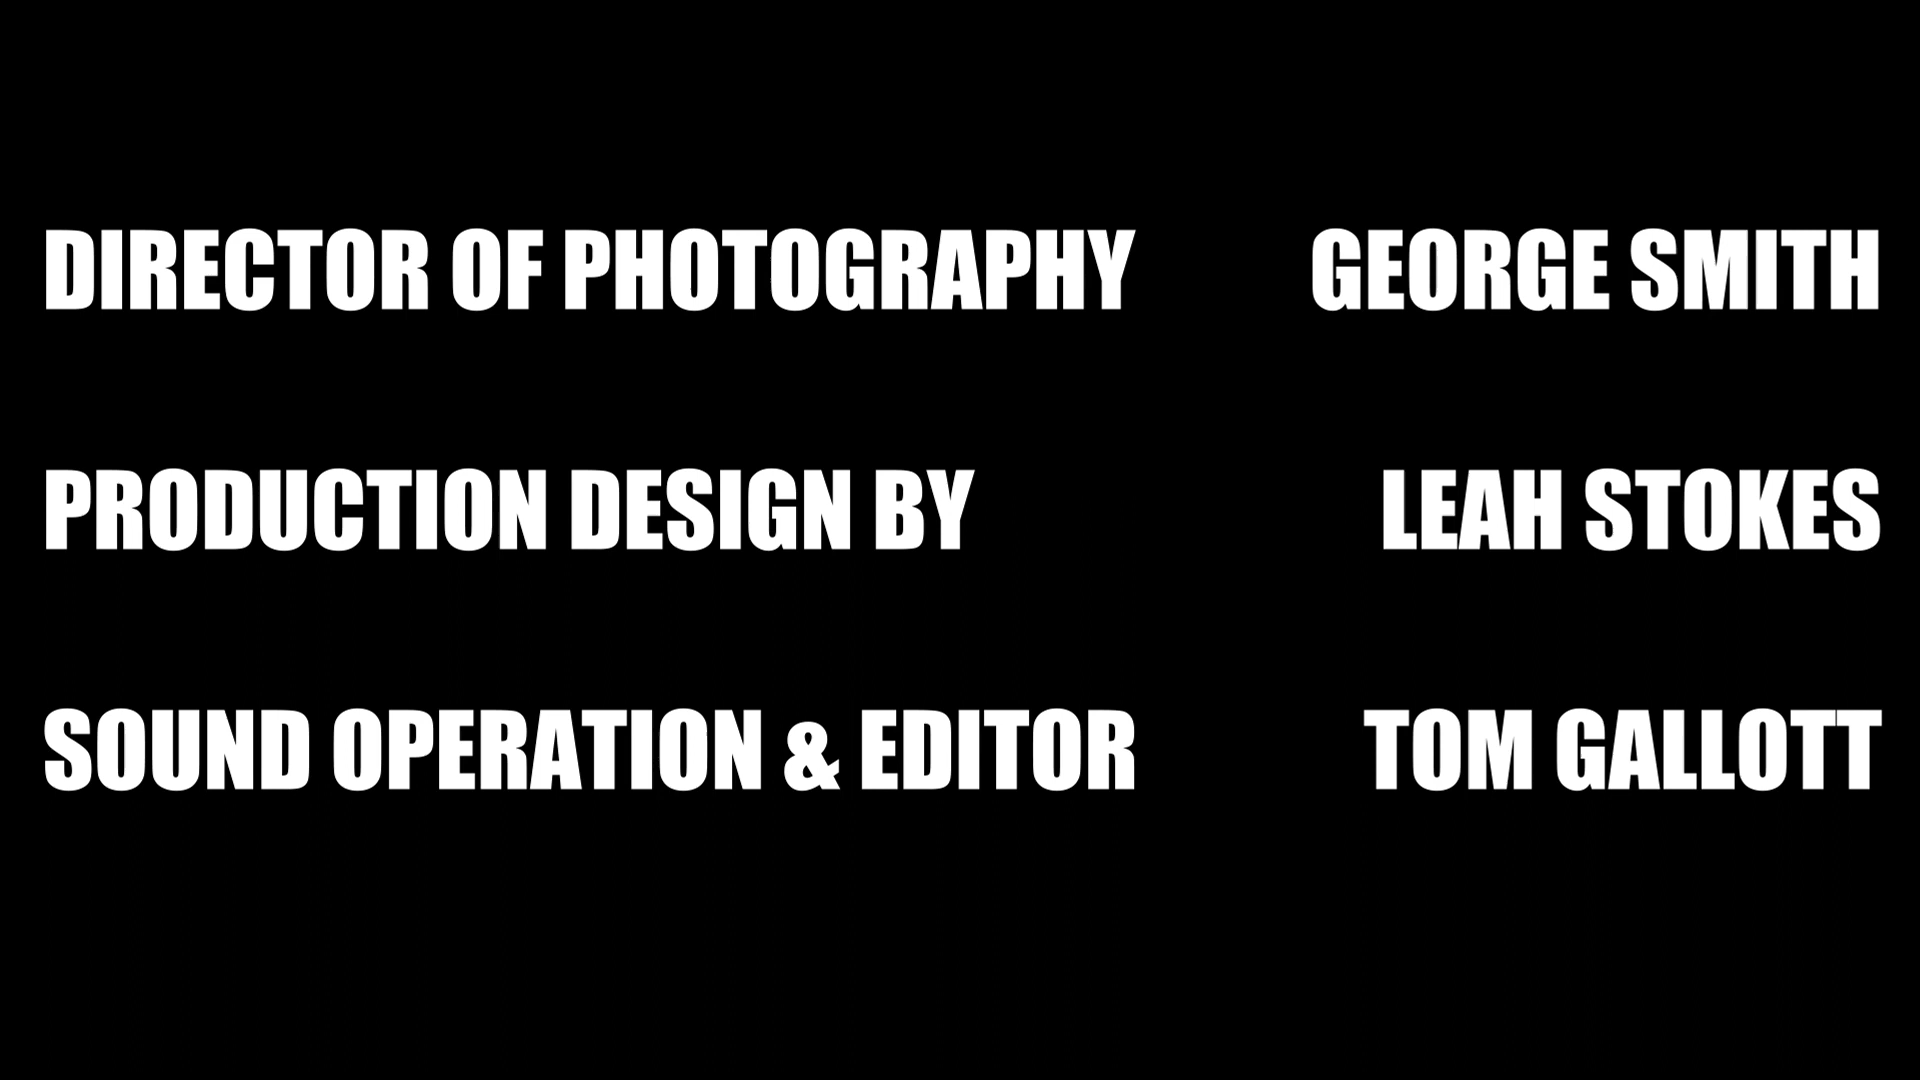 DIRECTOR OF PHOTOGRAPHY GEORGE SMITH
PRODUCTION DESIGN BY LEAH STOKES
SOUND OPERATION & EDITOR TOM GALLOTT